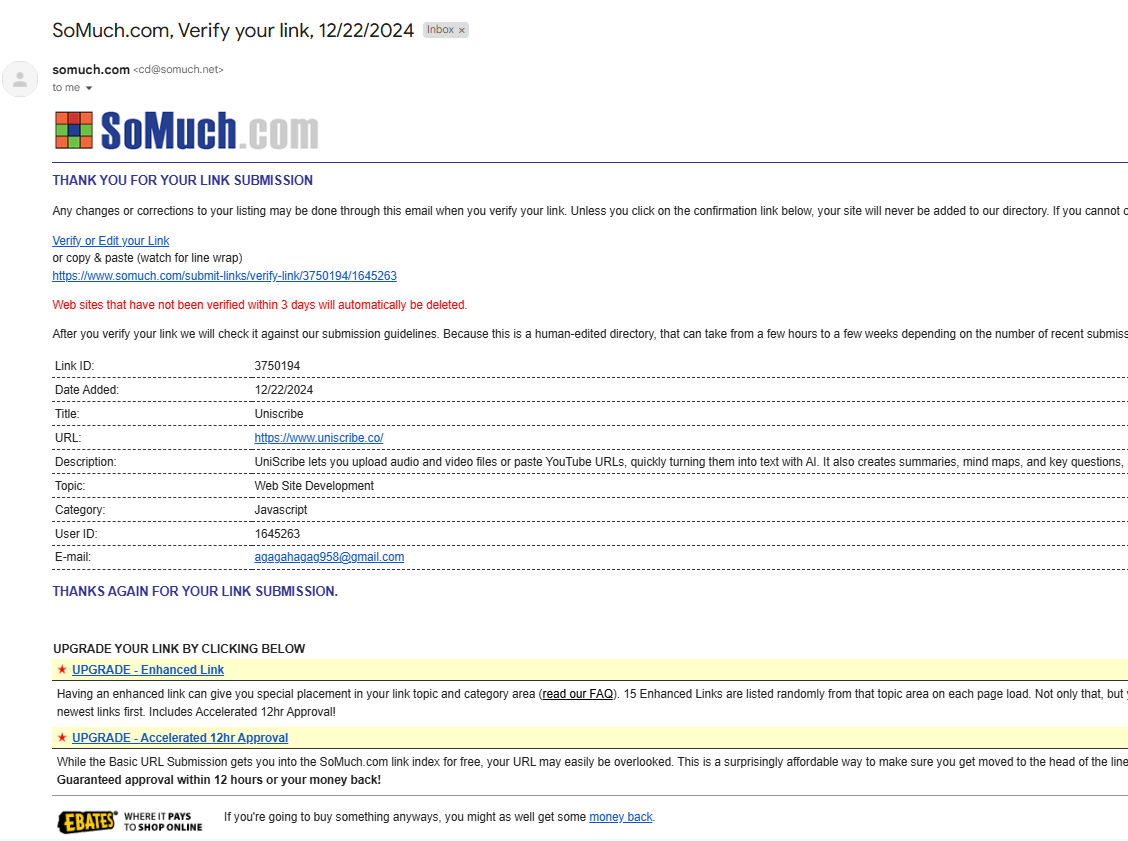 SoMuch.com, Verify your link, 12/22/2024 Inbox x
somuch.com <cd@somuch.net>
to me
SoMuch.com
THANK YOU FOR YOUR LINK SUBMISSION
Any changes or corrections to your listing may be done through this email when you verify your link. Unless you click on the confirmation link below, your site will never be added to our directory. If you cannot
Verify or Edit your Link
or copy & paste (watch for line wrap)
https://www.somuch.com/submit-links/verify-link/3750194/1645263
Web sites that have not been verified within 3 days will automatically be deleted.
After you verify your link we will check it against our submission guidelines. Because this is a human-edited directory, that can take from a few hours to a few weeks depending on the number of recent
Link ID: 3750194
Date Added: 12/22/2024
Title: Uniscribe
URL: https://www.uniscribe.co/
Description: UniScribe lets you upload audio and video files or paste YouTube URLs, quickly turning them into text with AI. It also creates summaries, mind maps, and key questions,
Topic: Web Site Development
Category: Javascript
User ID: 1645263
E-mail: agagahagag958@gmail.com
THANKS AGAIN FOR YOUR LINK SUBMISSION.
UPGRADE YOUR LINK BY CLICKING BELOW
★ UPGRADE - Enhanced Link
Having an enhanced link can give you special placement in your link topic and category area (read our FAQ). 15 Enhanced Links are listed randomly from that topic area on each page load. Not only that, but
newest links first. Includes Accelerated 12hr Approval!
★ UPGRADE - Accelerated 12hr Approval
While the Basic URL Submission gets you into the SoMuch.com link index for free, your URL may easily be overlooked. This is a surprisingly affordable way to make sure you get moved to the head of the line
Guaranteed approval within 12 hours or your money back!
EBATES WHERE IT PAYS TO SHOP ONLINE If you're going to buy something anyways, you might as well get some money back.